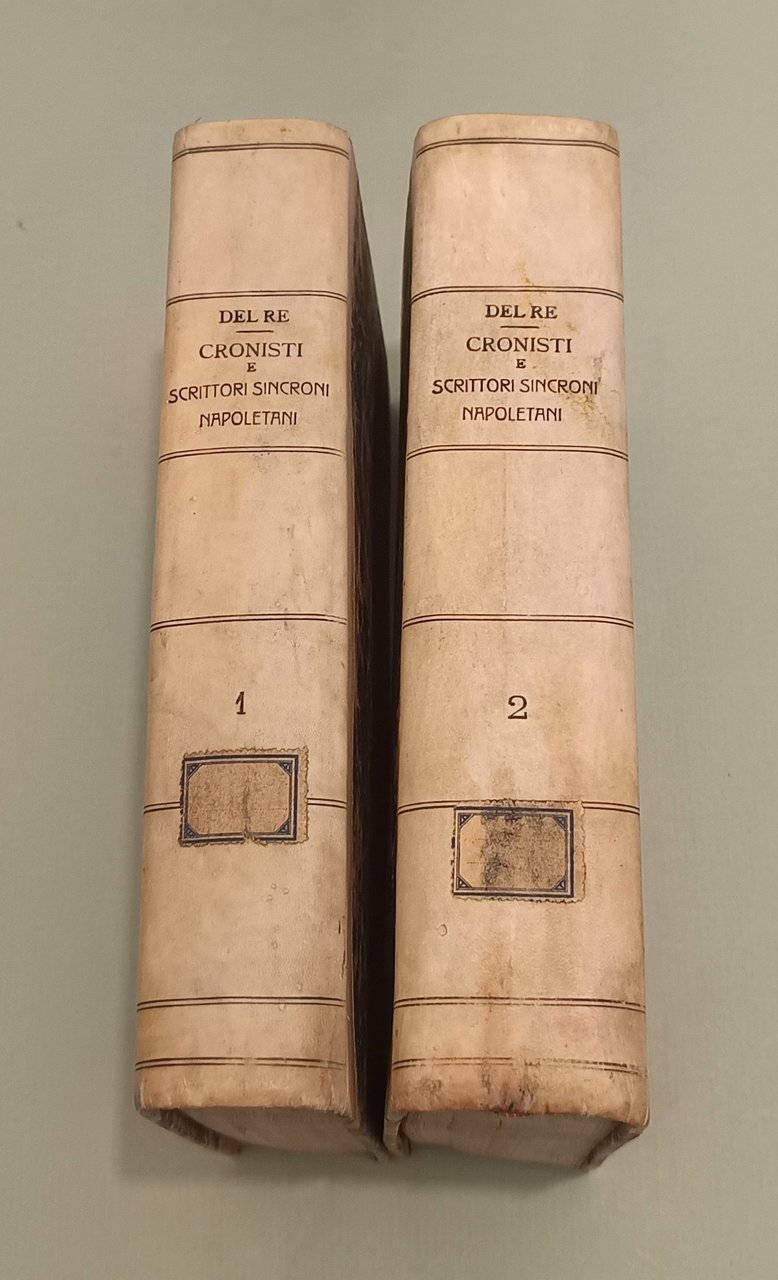 DEL RE
CRONISTI
E
SCRITTORI SINCRONI
NAPOLETANI
1
DEL RE
CRONISTI
E
SCRITTORI SINCRONI
NAPOLETANI
2